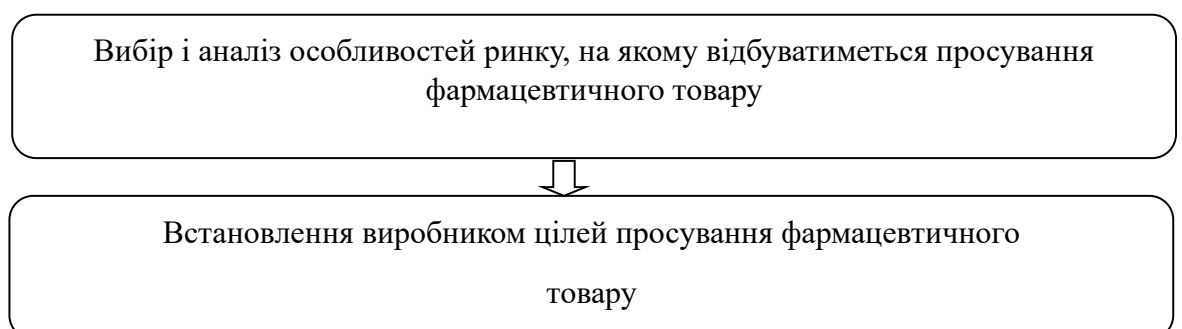 Вибір і аналіз особливостей ринку, на якому відбуватиметься просування
фармацевтичного товару
Встановлення виробником цілей просування фармацевтичного
товару